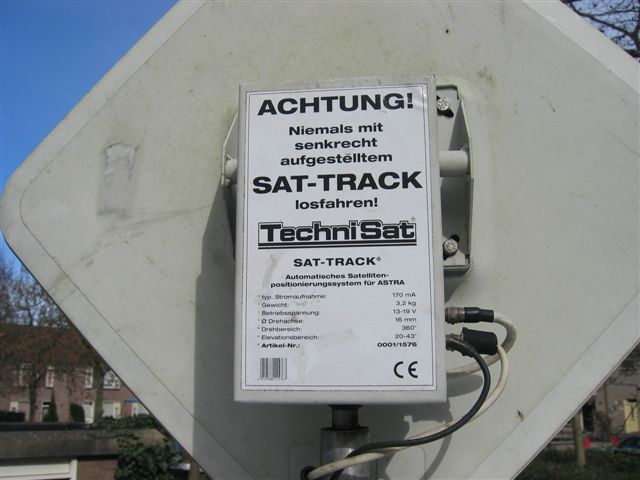 ACHTUNG!
Niemals mit
senkrecht
aufgestelltem
SAT-TRACK
losfahren!
TechniSat®
SAT-TRACK®
Automatisches Satelliten-
positionierungssystem für ASTRA
typ. Stromaufnahme: 170 mA
Gewicht: 3,2 kg
Betriebsspannung: 13-19 V
Ø Drehachse: 16 mm
Drehbereich: 360°
Elevationsbereich: 20-43°
Artikel-Nr.: 0001/1576
CE